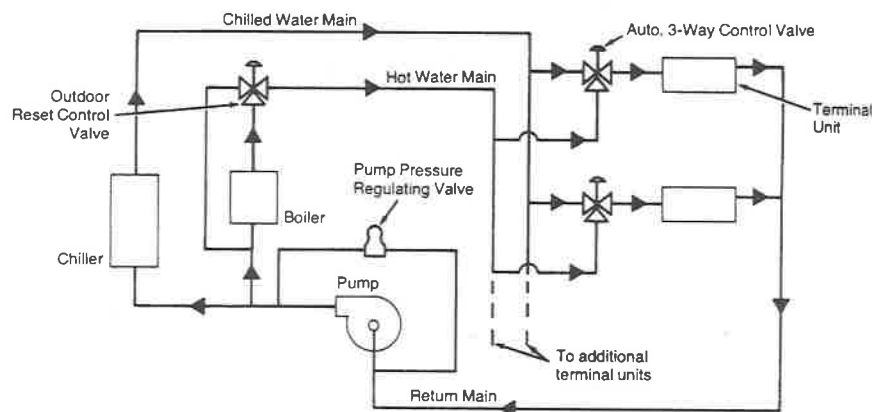 Chilled Water Main
Auto, 3-Way Control Valve
Hot Water Main
Outdoor
Reset Control
Valve
Terminal
Unit
Pump Pressure
Regulating Valve
Boiler
Chiller
Pump
To additional
terminal units
Return Main